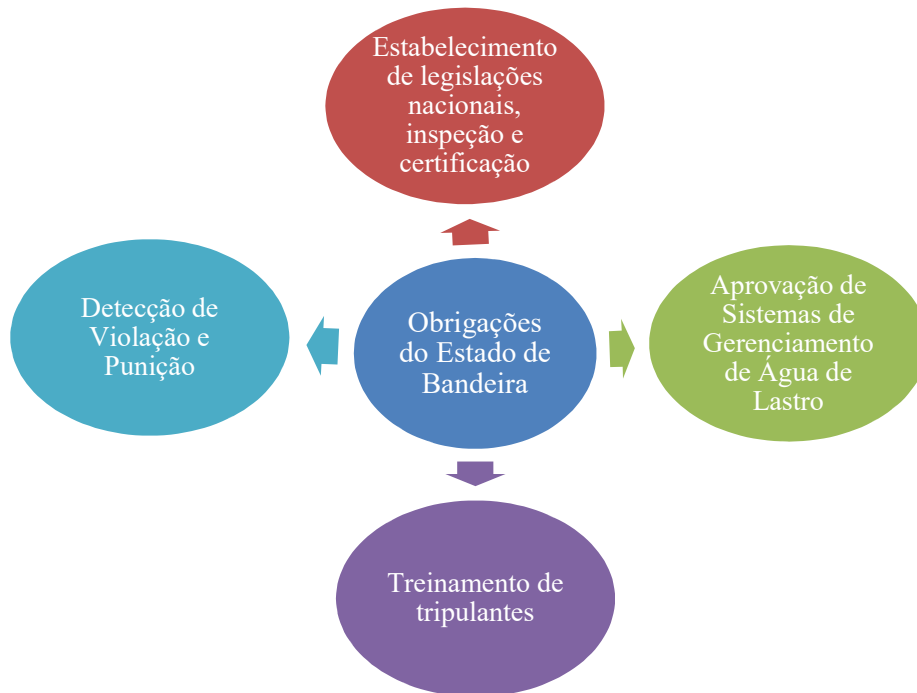 Estabelecimento
de legislações
nacionais,
inspeção e
certificação
Detecção de
Violação e
Punição
Obrigações
do Estado de
Bandeira
Aprovação de
Sistemas de
Gerenciamento
de Água de
Lastro
Treinamento de
tripulantes